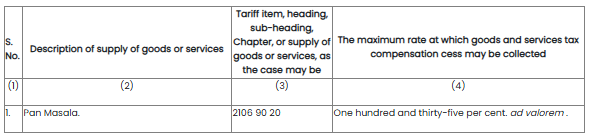 S. No.
Description of supply of goods or services
Tariff item, heading,
sub-heading,
Chapter, or supply of
goods or services, as
the case may be
The maximum rate at which goods and services tax
compensation cess may be collected
(1)
(2)
(3)
(4)
1.
Pan Masala.
2106 90 20
One hundred and thirty-five per cent. ad valorem .